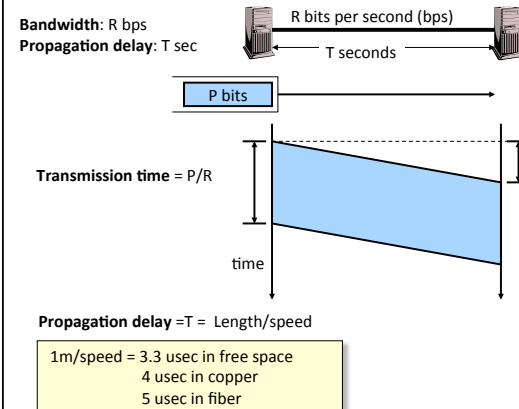 Bandwidth: R bps
Propagation delay: T sec
R bits per second (bps)
T seconds
P bits
Transmission time = P/R
time
Propagation delay =T = Length/speed
1m/speed = 3.3 usec in free space
4 usec in copper
5 usec in fiber